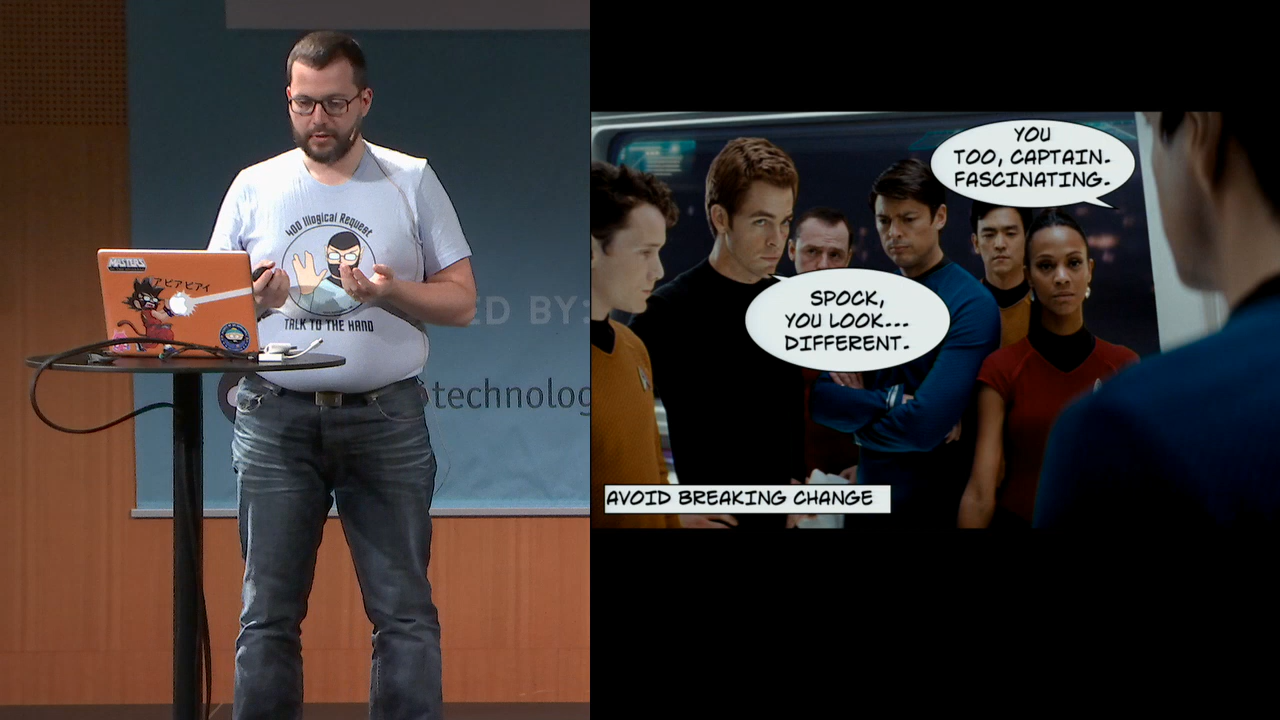 400 Illogical Request
TALK TO THE HAND
MASTERS
アピアピアイ
ED BY:
technolog
YOU
TOO, CAPTAIN.
FASCINATING.
SPOCK,
YOU LOOK...
DIFFERENT.
AVOID BREAKING CHANGE